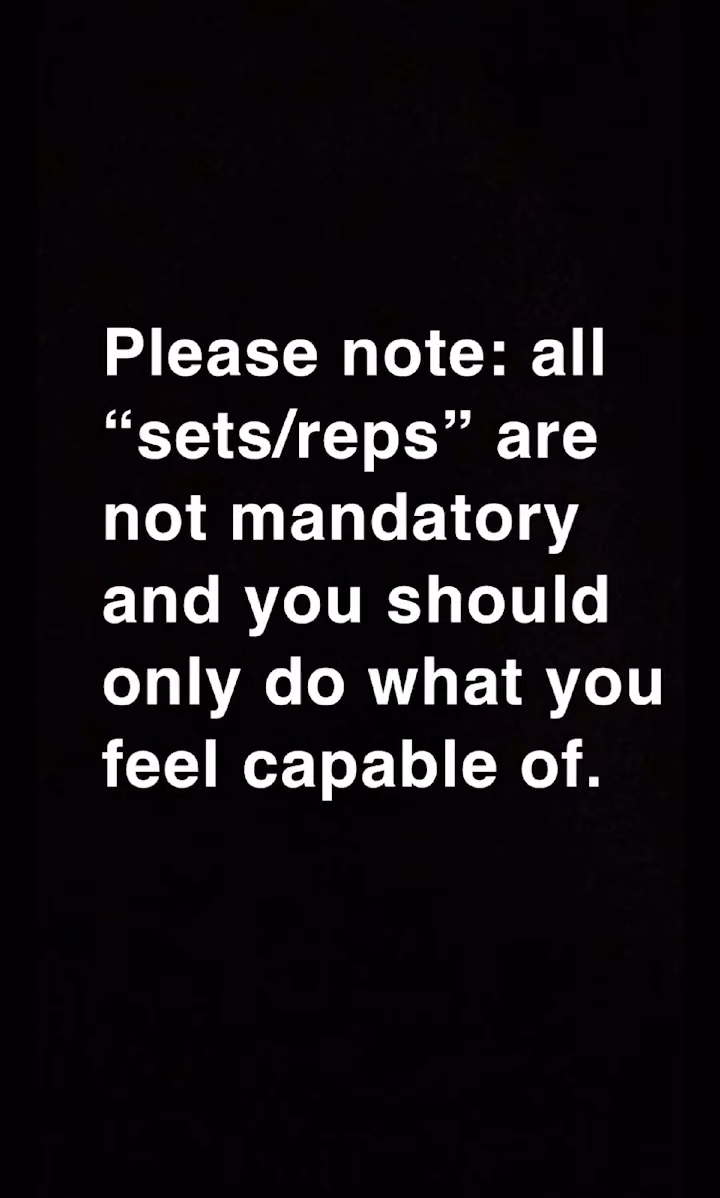 Please note: all
“sets/reps” are
not mandatory
and you should
only do what you
feel capable of.